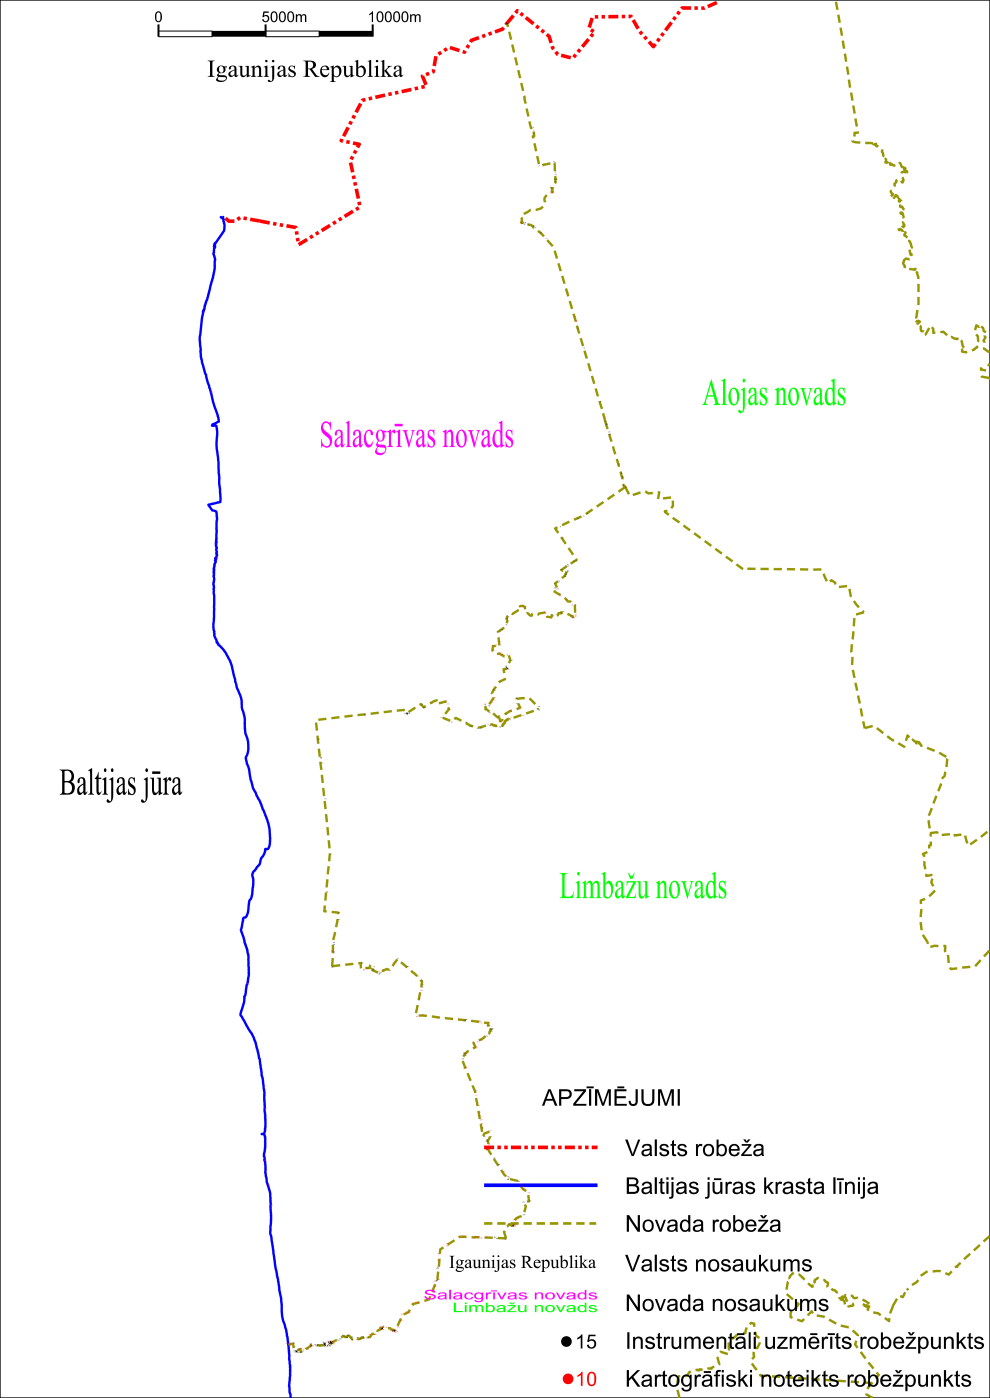 0 5000m 10000m
Igaunijas Republika
Alojas novads
Salacgrīvas novads
Baltijas jūra
Limbažu novads
APZĪMĒJUMI
Valsts robeža
Baltijas jūras krasta līnija
Novada robeža
Igaunijas Republika Valsts nosaukums
Salacgrīvas novads
Limbažu novads
Novada nosaukums
15 Instrumentāli uzmērīts robežpunkts
10 Kartogrāfiski noteikts robežpunkts